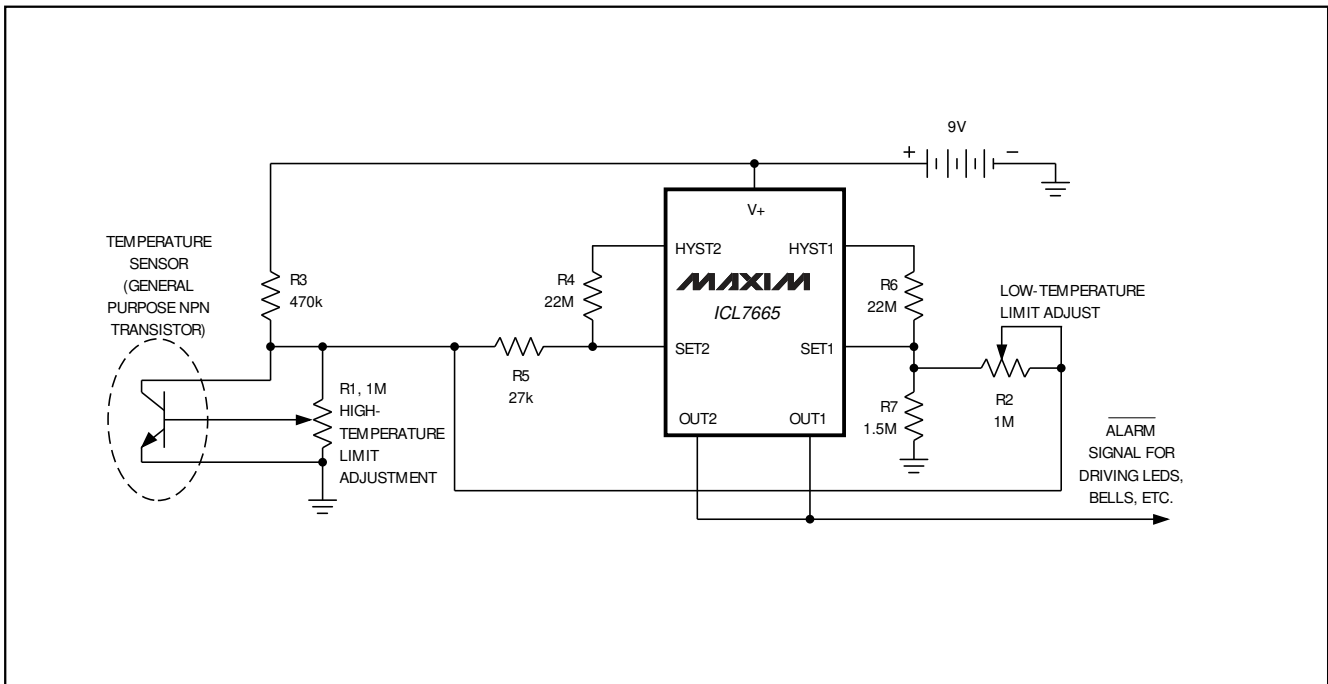 9V
+
−
V+
TEMPERATURE
SENSOR
(GENERAL
PURPOSE NPN
TRANSISTOR)
R3
470k
R4
22M
HYST2
HYST1
MAXIM
ICL7665
R6
22M
LOW-TEMPERATURE
LIMIT ADJUST
SET2
SET1
R5
27k
R1, 1M
HIGH-
TEMPERATURE
LIMIT
ADJUSTMENT
R7
1.5M
R2
1M
OUT2
OUT1
ALARM
SIGNAL FOR
DRIVING LEDS,
BELLS, ETC.